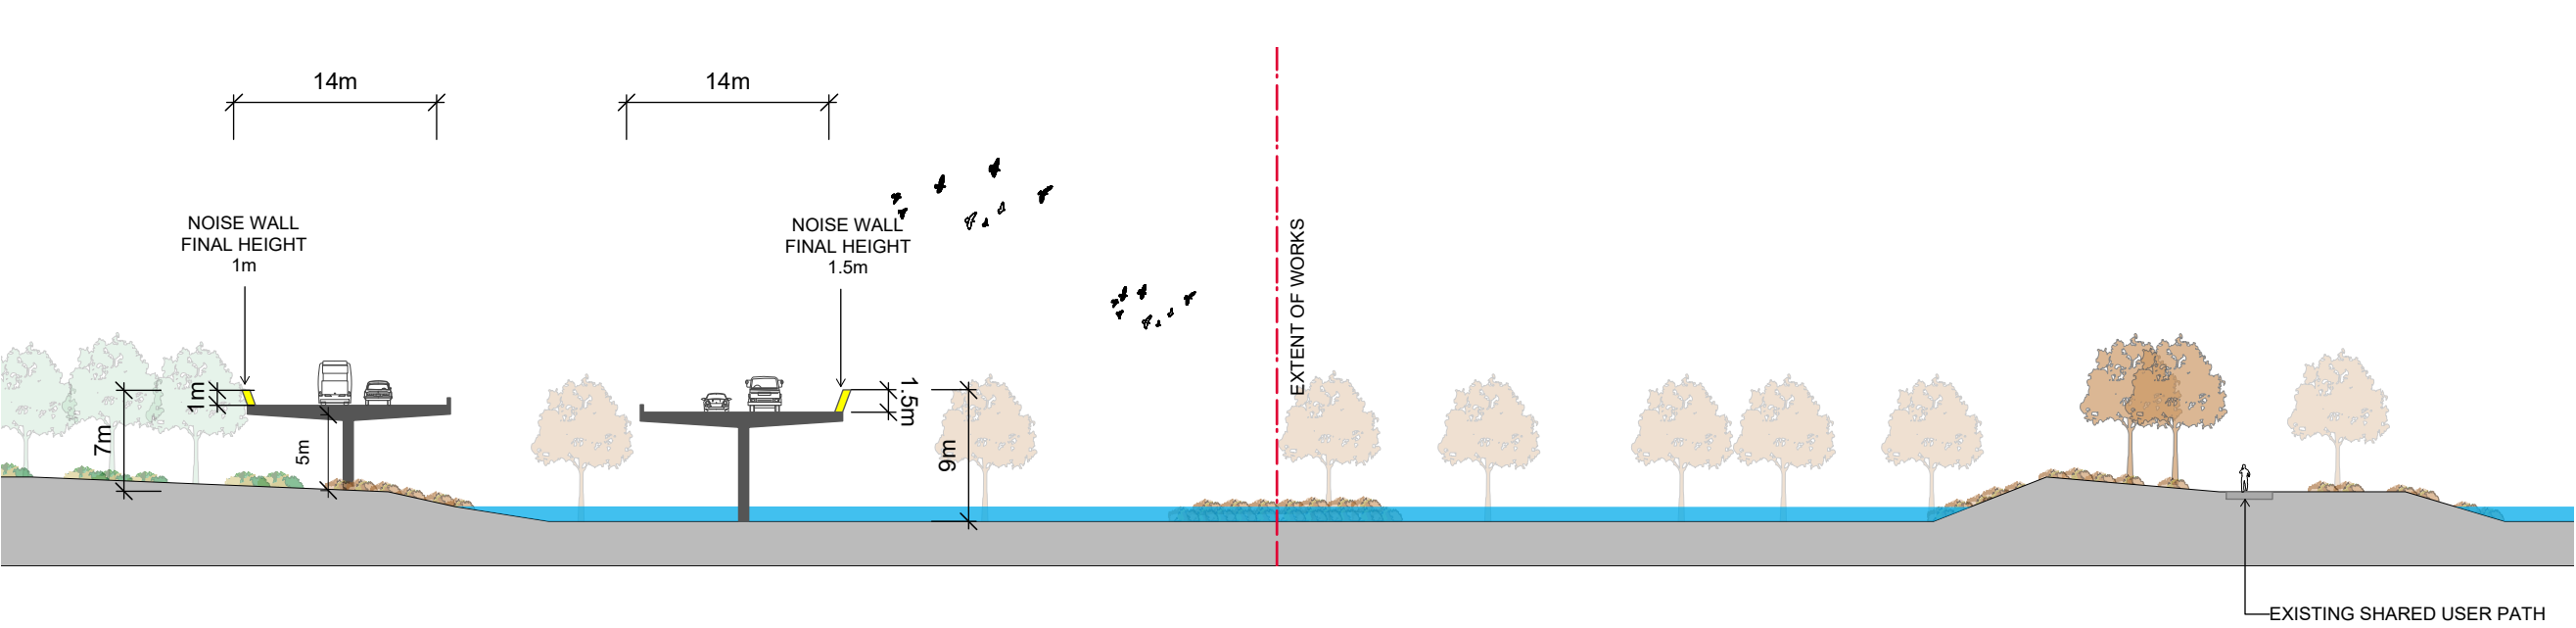 14m
14m
NOISE WALL
FINAL HEIGHT
1m
NOISE WALL
FINAL HEIGHT
1.5m
EXTENT OF WORKS
1m
7m
5m
1.5m
9m
EXISTING SHARED USER PATH